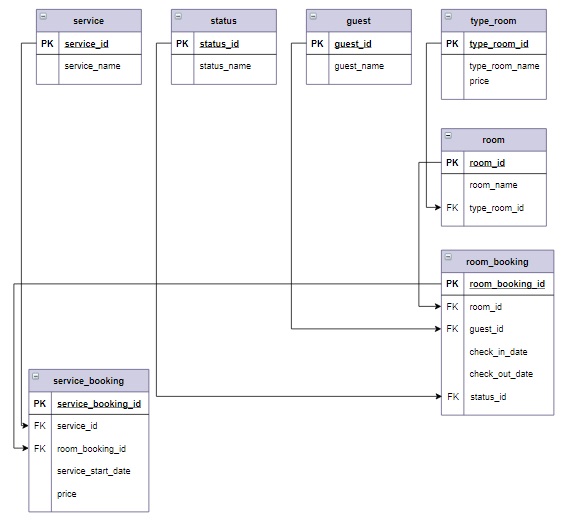 service
PK service_id
service_name
status
PK status_id
status_name
guest
PK guest_id
guest_name
type_room
PK type_room_id
type_room_name
price
room
PK room_id
room_name
FK type_room_id
room_booking
PK room_booking_id
FK room_id
FK guest_id
check_in_date
check_out_date
FK status_id
service_booking
PK service_booking_id
FK service_id
FK room_booking_id
service_start_date
price